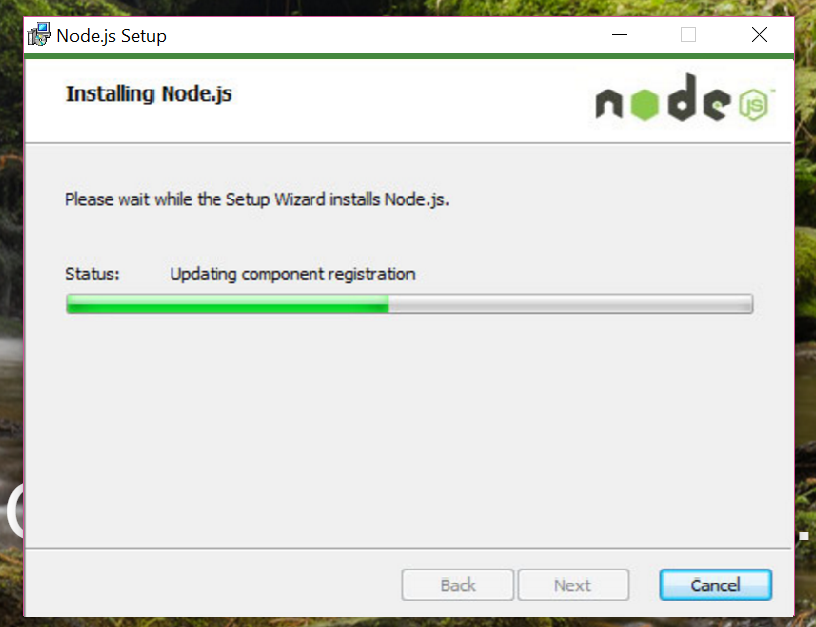 Node.js Setup
Installing Node.js
node js™
Please wait while the Setup Wizard installs Node.js.
Status: Updating component registration
Back Next Cancel